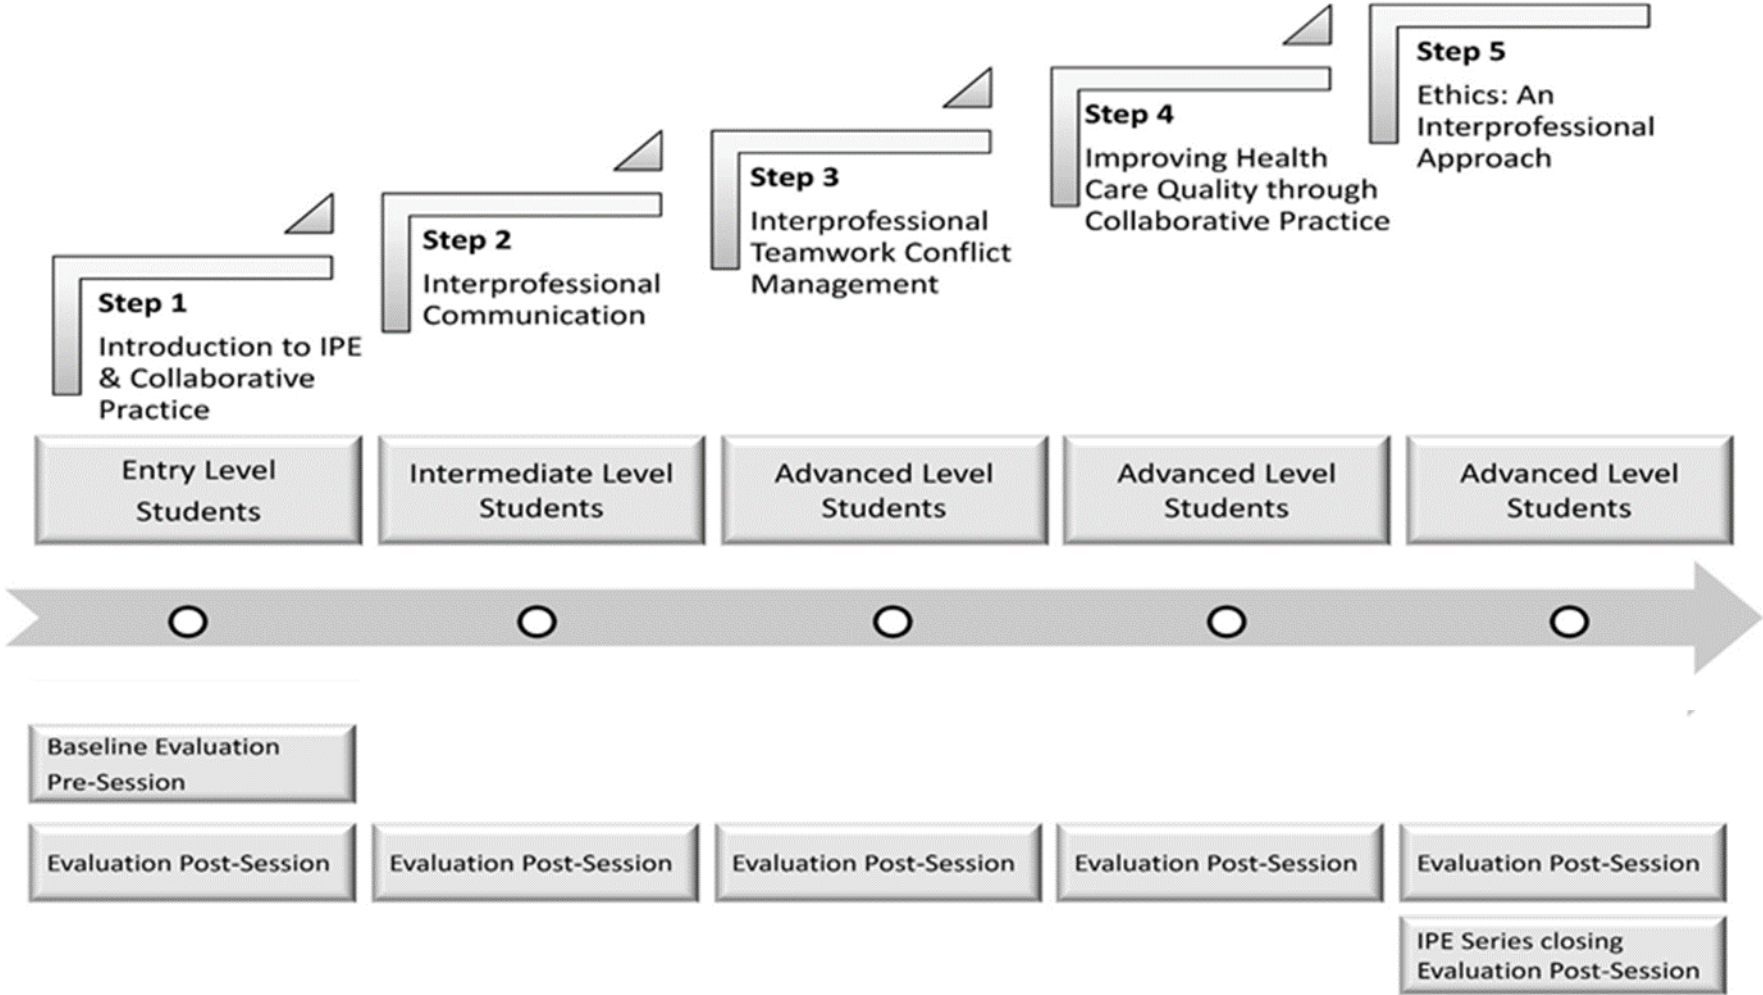 Step 1
Introduction to IPE
& Collaborative
Practice
Step 2
Interprofessional
Communication
Step 3
Interprofessional
Teamwork Conflict
Management
Step 4
Improving Health
Care Quality through
Collaborative Practice
Step 5
Ethics: An
Interprofessional
Approach
Entry Level
Students
Intermediate Level
Students
Advanced Level
Students
Advanced Level
Students
Advanced Level
Students
Baseline Evaluation
Pre-Session
Evaluation Post-Session
Evaluation Post-Session
Evaluation Post-Session
Evaluation Post-Session
Evaluation Post-Session
IPE Series closing
Evaluation Post-Session